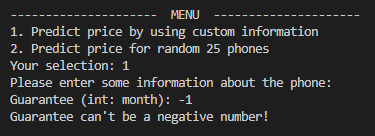 --------------------- MENU ---------------------
1. Predict price by using custom information
2. Predict price for random 25 phones
Your selection: 1
Please enter some information about the phone:
Guarantee (int: month): -1
Guarantee can't be a negative number!